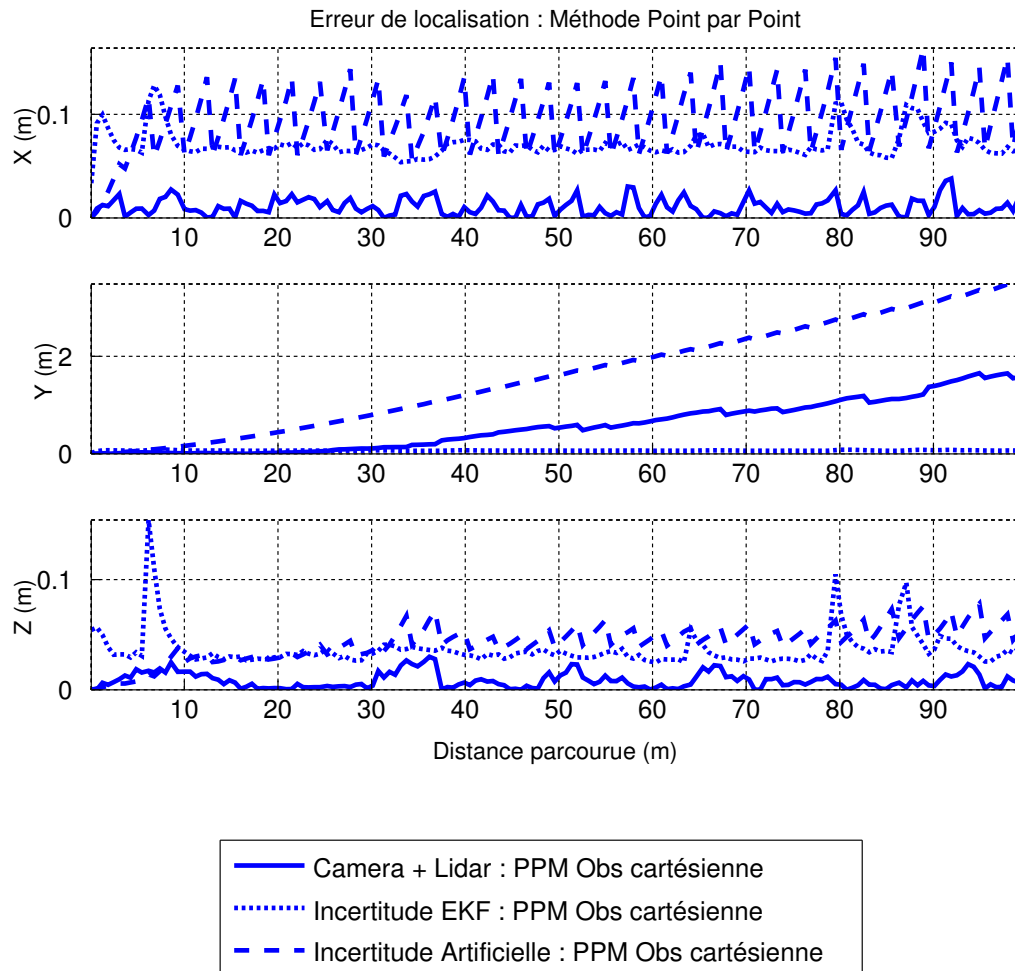 Erreur de localisation : Méthode Point par Point
0.1
0
X (m)
10 20 30 40 50 60 70 80 90
2
0
Y (m)
10 20 30 40 50 60 70 80 90
0.1
0
Z (m)
10 20 30 40 50 60 70 80 90
Distance parcourue (m)
Camera + Lidar : PPM Obs cartésienne
Incertitude EKF : PPM Obs cartésienne
Incertitude Artificielle : PPM Obs cartésienne